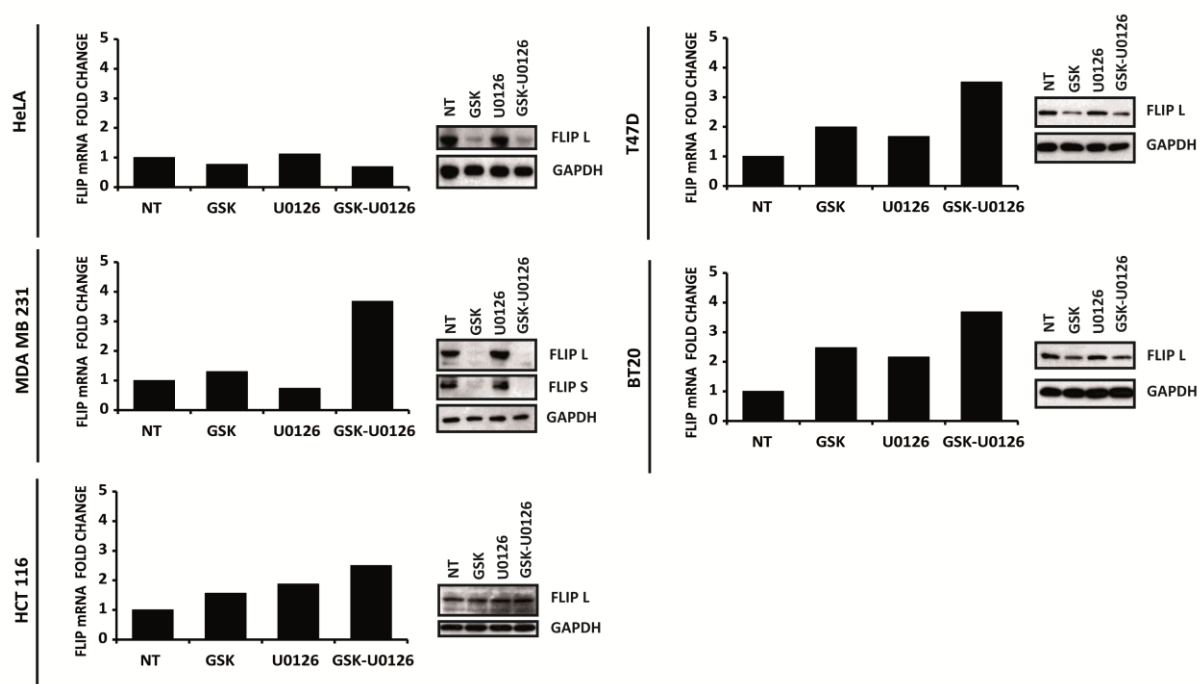 HeLA
FLIP mRNA FOLD CHANGE
5
4
3
2
1
0
NT GSK U0126 GSK-U0126
NT GSK U0126 GSK-U0126
FLIP L
GAPDH
T47D
FLIP mRNA FOLD CHANGE
5
4
3
2
1
0
NT GSK U0126 GSK-U0126
NT GSK U0126 GSK-U0126
FLIP L
GAPDH
MDA MB 231
FLIP mRNA FOLD CHANGE
5
4
3
2
1
0
NT GSK U0126 GSK-U0126
NT GSK U0126 GSK-U0126
FLIP L
FLIP S
GAPDH
BT20
FLIP mRNA FOLD CHANGE
5
4
3
2
1
0
NT GSK U0126 GSK-U0126
NT GSK U0126 GSK-U0126
FLIP L
GAPDH
HCT 116
FLIP mRNA FOLD CHANGE
5
4
3
2
1
0
NT GSK U0126 GSK-U0126
NT GSK U0126 GSK-U0126
FLIP L
GAPDH